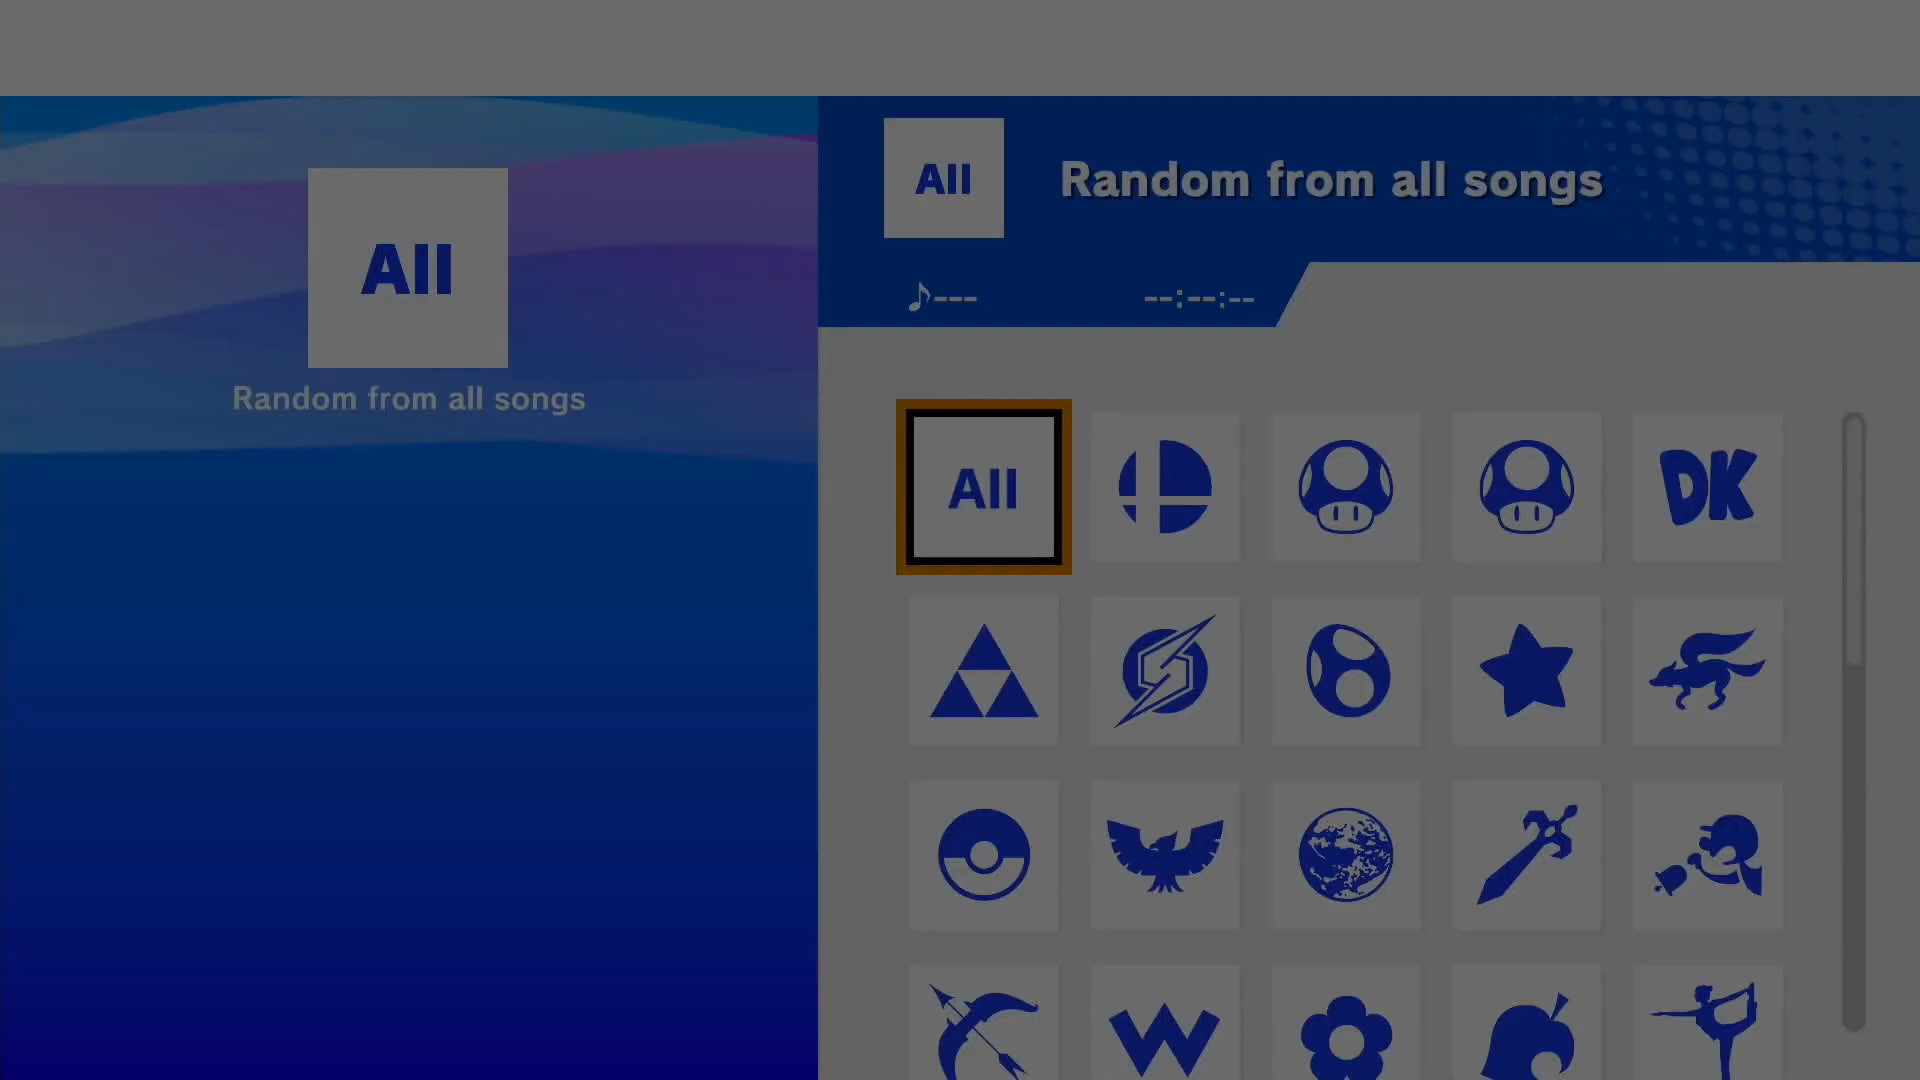 All
Random from all songs
All
Random from all songs
♪---
--:--:--
All
DK